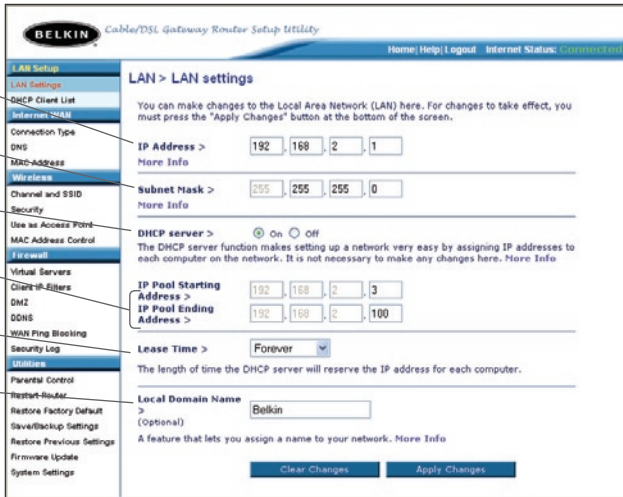 BELKIN
Cable/DSL Gateway Router Setup Utility
Home|Help|Logout Internet Status: Connected
LAN Setup
LAN Settings
DHCP Client List
Internet WAN
Connection Type
DNS
MAC Address
Wireless
Channel and SSID
Security
Use as Access Point
MAC Address Control
Firewall
Virtual Servers
Client IP Filters
DMZ
DDNS
WAN Ping Blocking
Security Log
Utilities
Parental Control
Restart Router
Restore Factory Default
Save/Backup Settings
Restore Previous Settings
Firmware Update
System Settings
LAN > LAN settings
You can make changes to the Local Area Network (LAN) here. For changes to take effect, you
must press the "Apply Changes" button at the bottom of the screen.
IP Address > 192 . 168 . 2 . 1
More Info
Subnet Mask > 255 . 255 . 255 . 0
More Info
DHCP server > On Off
The DHCP server function makes setting up a network very easy by assigning IP addresses to
each computer on the network. It is not necessary to make any changes here. More Info
IP Pool Starting
Address > 192 . 168 . 2 . 3
IP Pool Ending
Address > 192 . 168 . 2 . 100
Lease Time > Forever
The length of time the DHCP server will reserve the IP address for each computer.
Local Domain Name
> Belkin
(Optional)
A feature that lets you assign a name to your network. More Info
Clear Changes Apply Changes